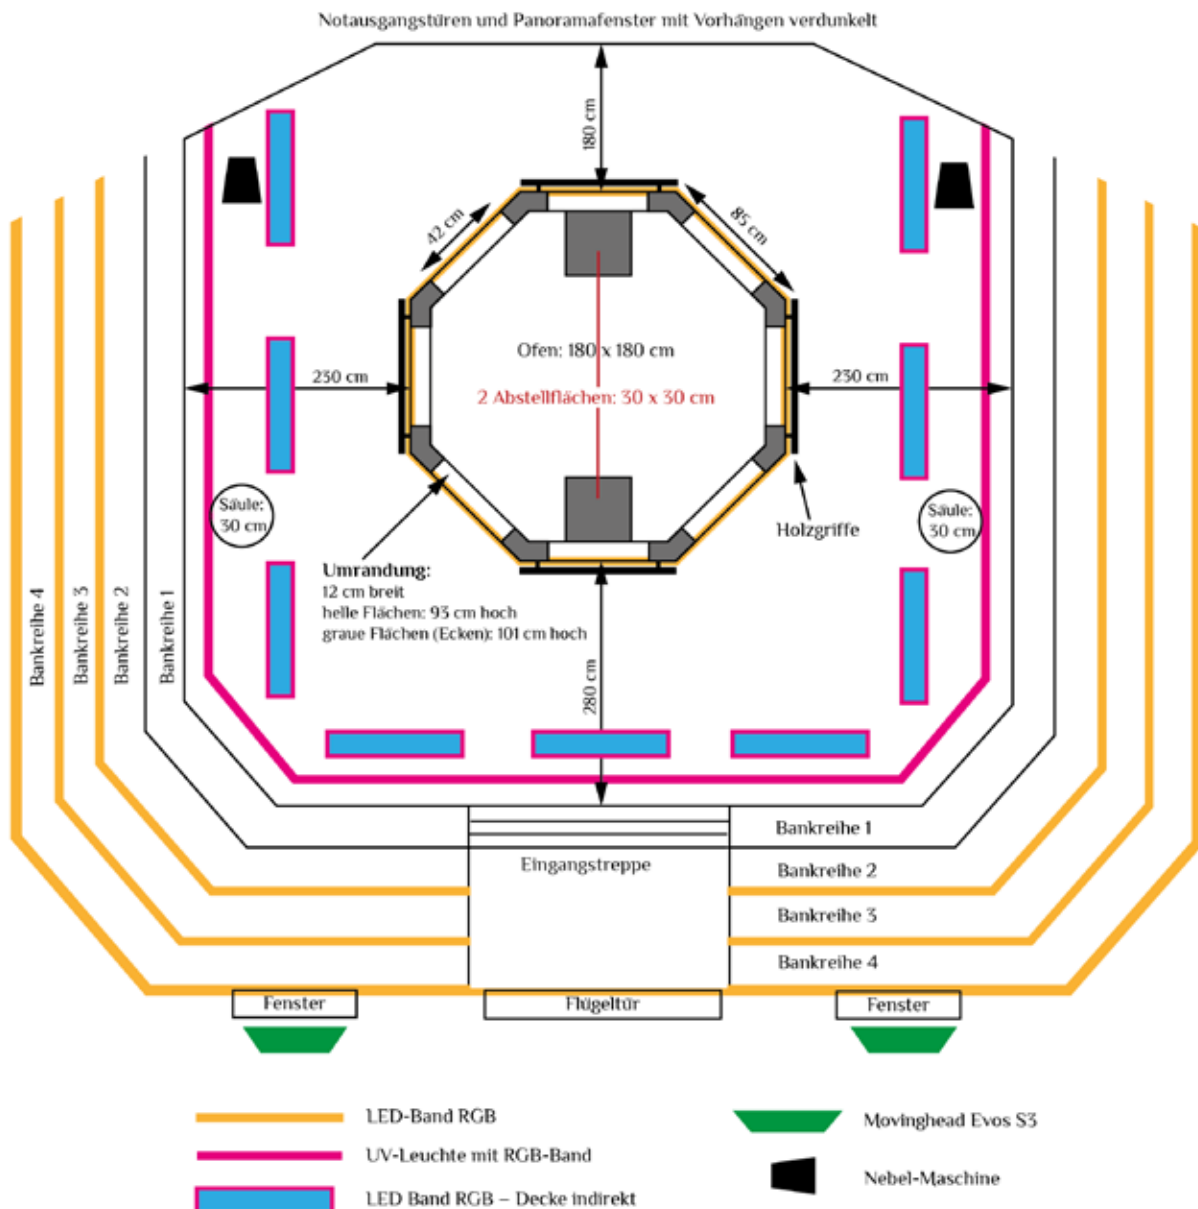 Notausgangstüren und Panoramafenster mit Vorhängen verdunkelt
180 cm
42 cm
85 cm
Ofen: 180 x 180 cm
230 cm
230 cm
2 Abstellflächen: 30 x 30 cm
Säule:
30 cm
Säule:
30 cm
Holzgriffe
Umrandung:
12 cm breit
helle Flächen: 93 cm hoch
graue Flächen (Ecken): 101 cm hoch
Bankreihe 4
Bankreihe 3
Bankreihe 2
Bankreihe 1
280 cm
Bankreihe 1
Eingangstreppe
Bankreihe 2
Bankreihe 3
Bankreihe 4
Fenster
Flügeltür
Fenster
LED-Band RGB
Movinghead Evos S3
UV-Leuchte mit RGB-Band
Nebel-Maschine
LED Band RGB – Decke indirekt